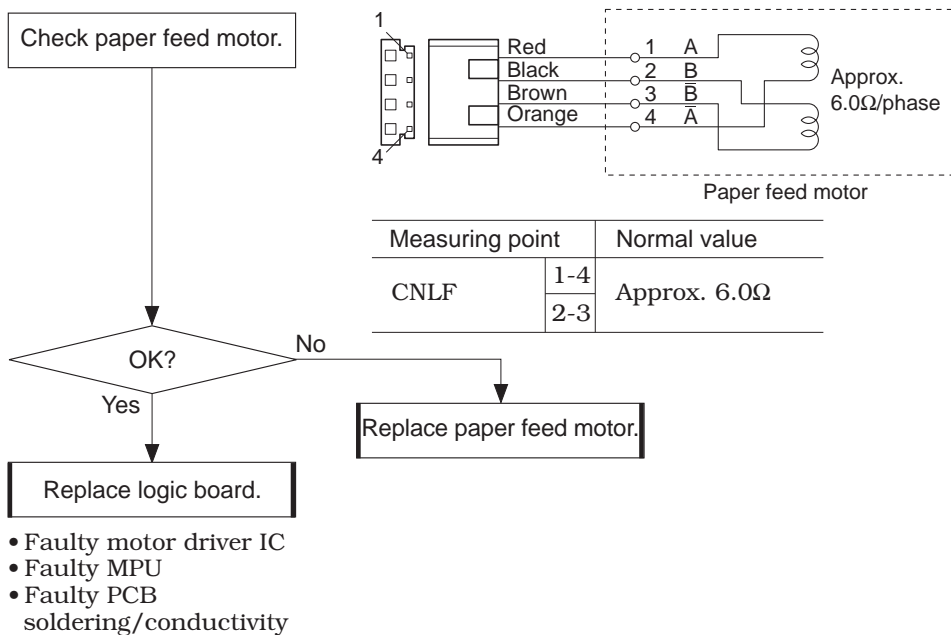 Check paper feed motor.
1
4
Red
Black
Brown
Orange
1 A
2 B
3 B̅
4 A̅
Approx.
6.0Ω/phase
Paper feed motor
Measuring point Normal value
CNLF 1-4 Approx. 6.0Ω
2-3
OK?
No
Yes
Replace paper feed motor.
Replace logic board.
• Faulty motor driver IC
• Faulty MPU
• Faulty PCB
soldering/conductivity